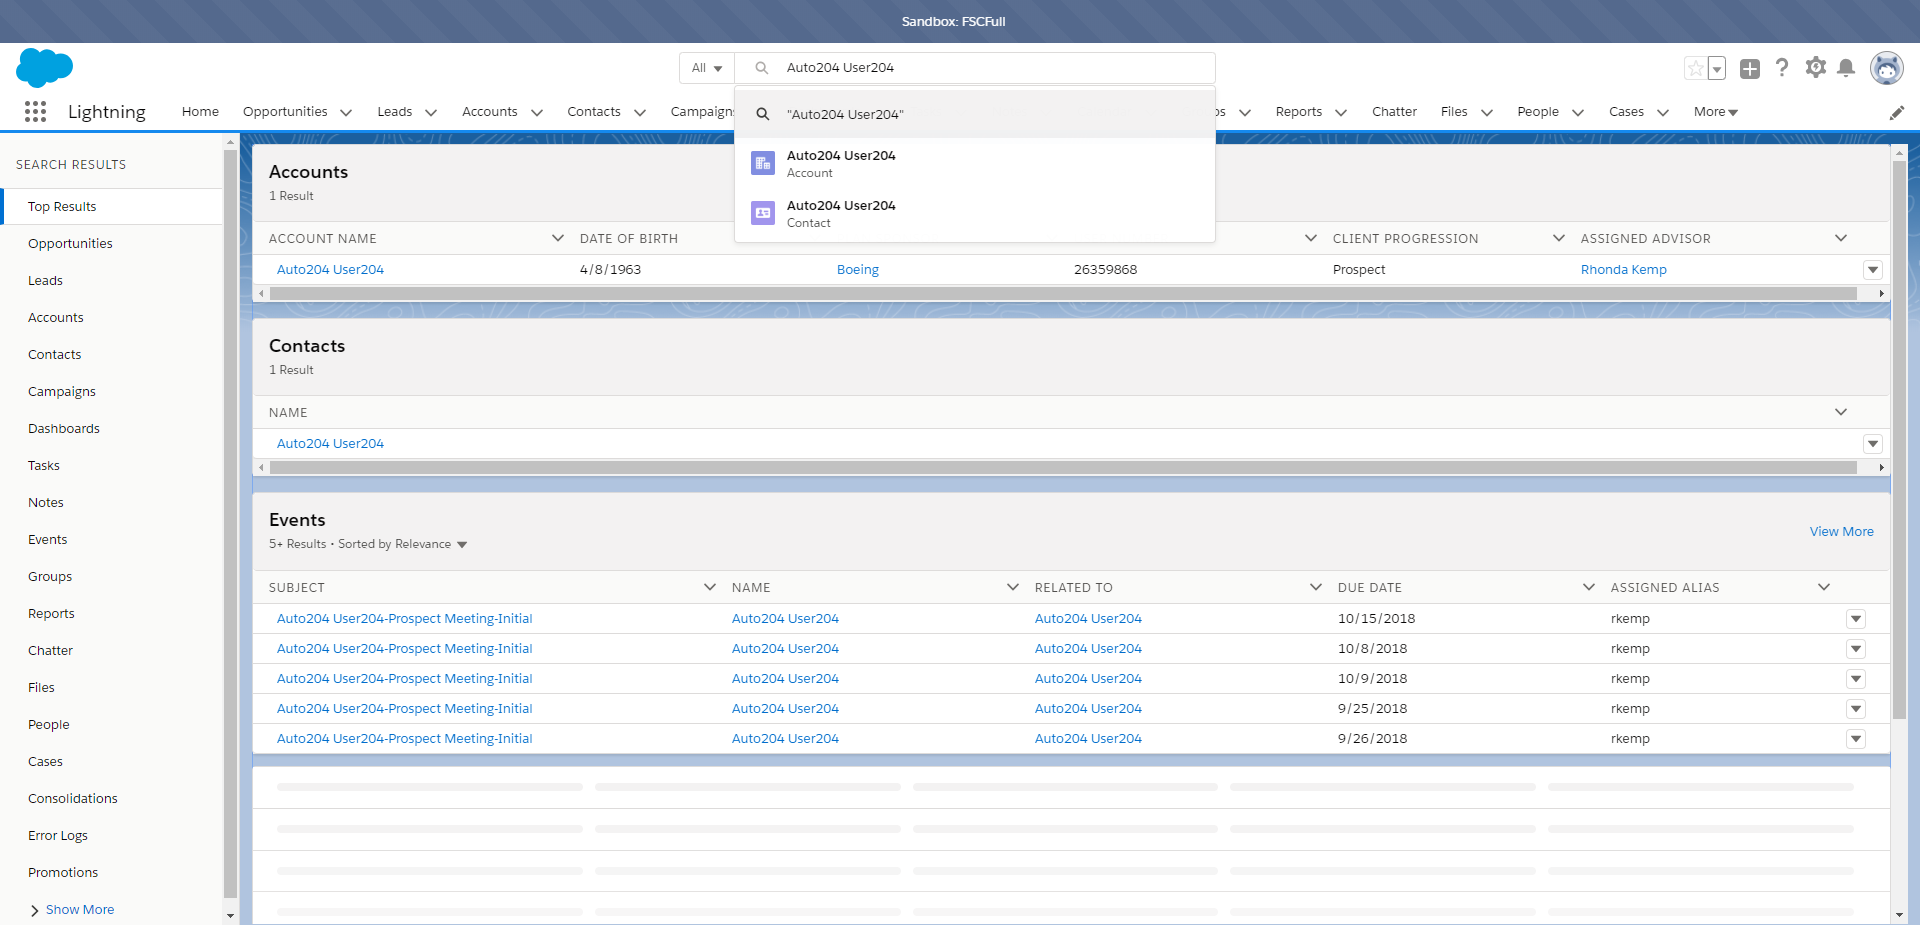 Sandbox: FSCFull
All
Auto204 User204
Lightning
Home
Opportunities
Leads
Accounts
Contacts
Campaigns
Reports
Chatter
Files
People
Cases
More
"Auto204 User204"
Auto204 User204
Account
Auto204 User204
Contact
SEARCH RESULTS
Top Results
Opportunities
Leads
Accounts
Contacts
Campaigns
Dashboards
Tasks
Notes
Events
Groups
Reports
Chatter
Files
People
Cases
Consolidations
Error Logs
Promotions
Show More
Accounts
1 Result
ACCOUNT NAME DATE OF BIRTH CLIENT PROGRESSION ASSIGNED ADVISOR
Auto204 User204 4/8/1963 Boeing 26359868 Prospect Rhonda Kemp
Contacts
1 Result
NAME
Auto204 User204
Events
5+ Results • Sorted by Relevance
View More
SUBJECT NAME RELATED TO DUE DATE ASSIGNED ALIAS
Auto204 User204-Prospect Meeting-Initial Auto204 User204 Auto204 User204 10/15/2018 rkemp
Auto204 User204-Prospect Meeting-Initial Auto204 User204 Auto204 User204 10/8/2018 rkemp
Auto204 User204-Prospect Meeting-Initial Auto204 User204 Auto204 User204 10/9/2018 rkemp
Auto204 User204-Prospect Meeting-Initial Auto204 User204 Auto204 User204 9/25/2018 rkemp
Auto204 User204-Prospect Meeting-Initial Auto204 User204 Auto204 User204 9/26/2018 rkemp